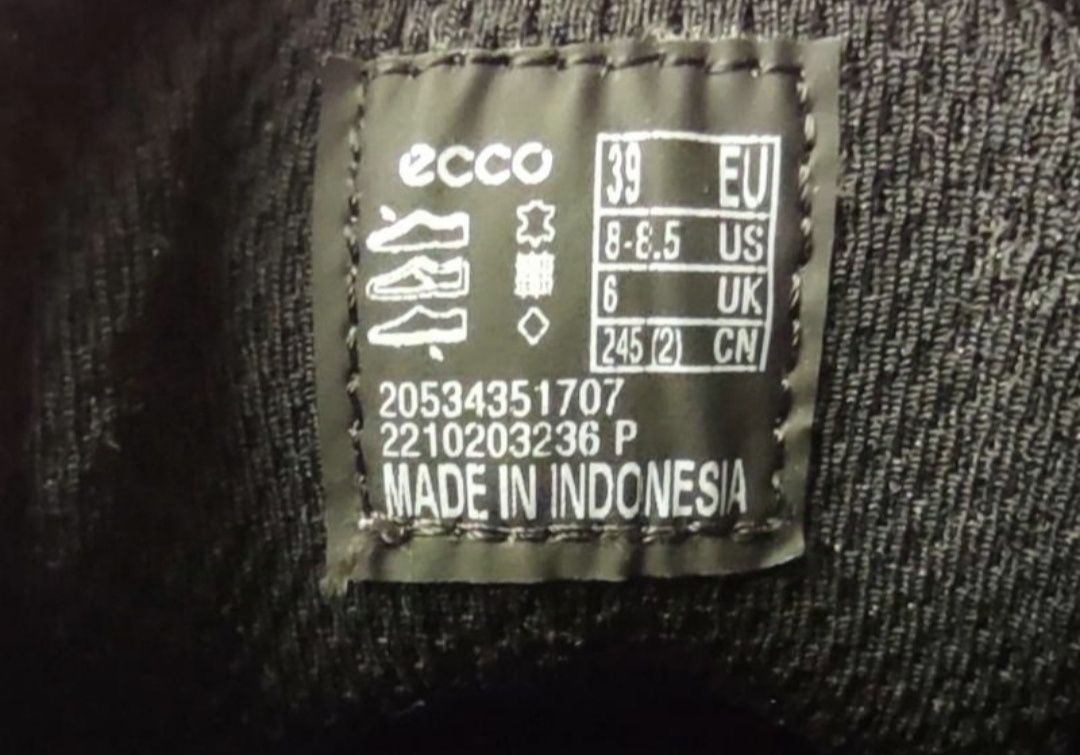 ecco
39 EU
8-8.5 US
6 UK
245 (2) CN
20534351707
2210203236 P
MADE IN INDONESIA